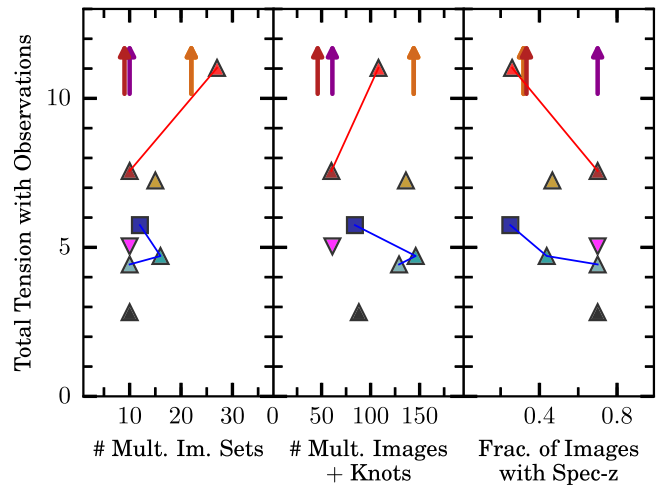 Total Tension with Observations
10
5
0
10 20 30 0 50 100 150 0.4 0.8
# Mult. Im. Sets # Mult. Images Frac. of Images
+ Knots with Spec-z